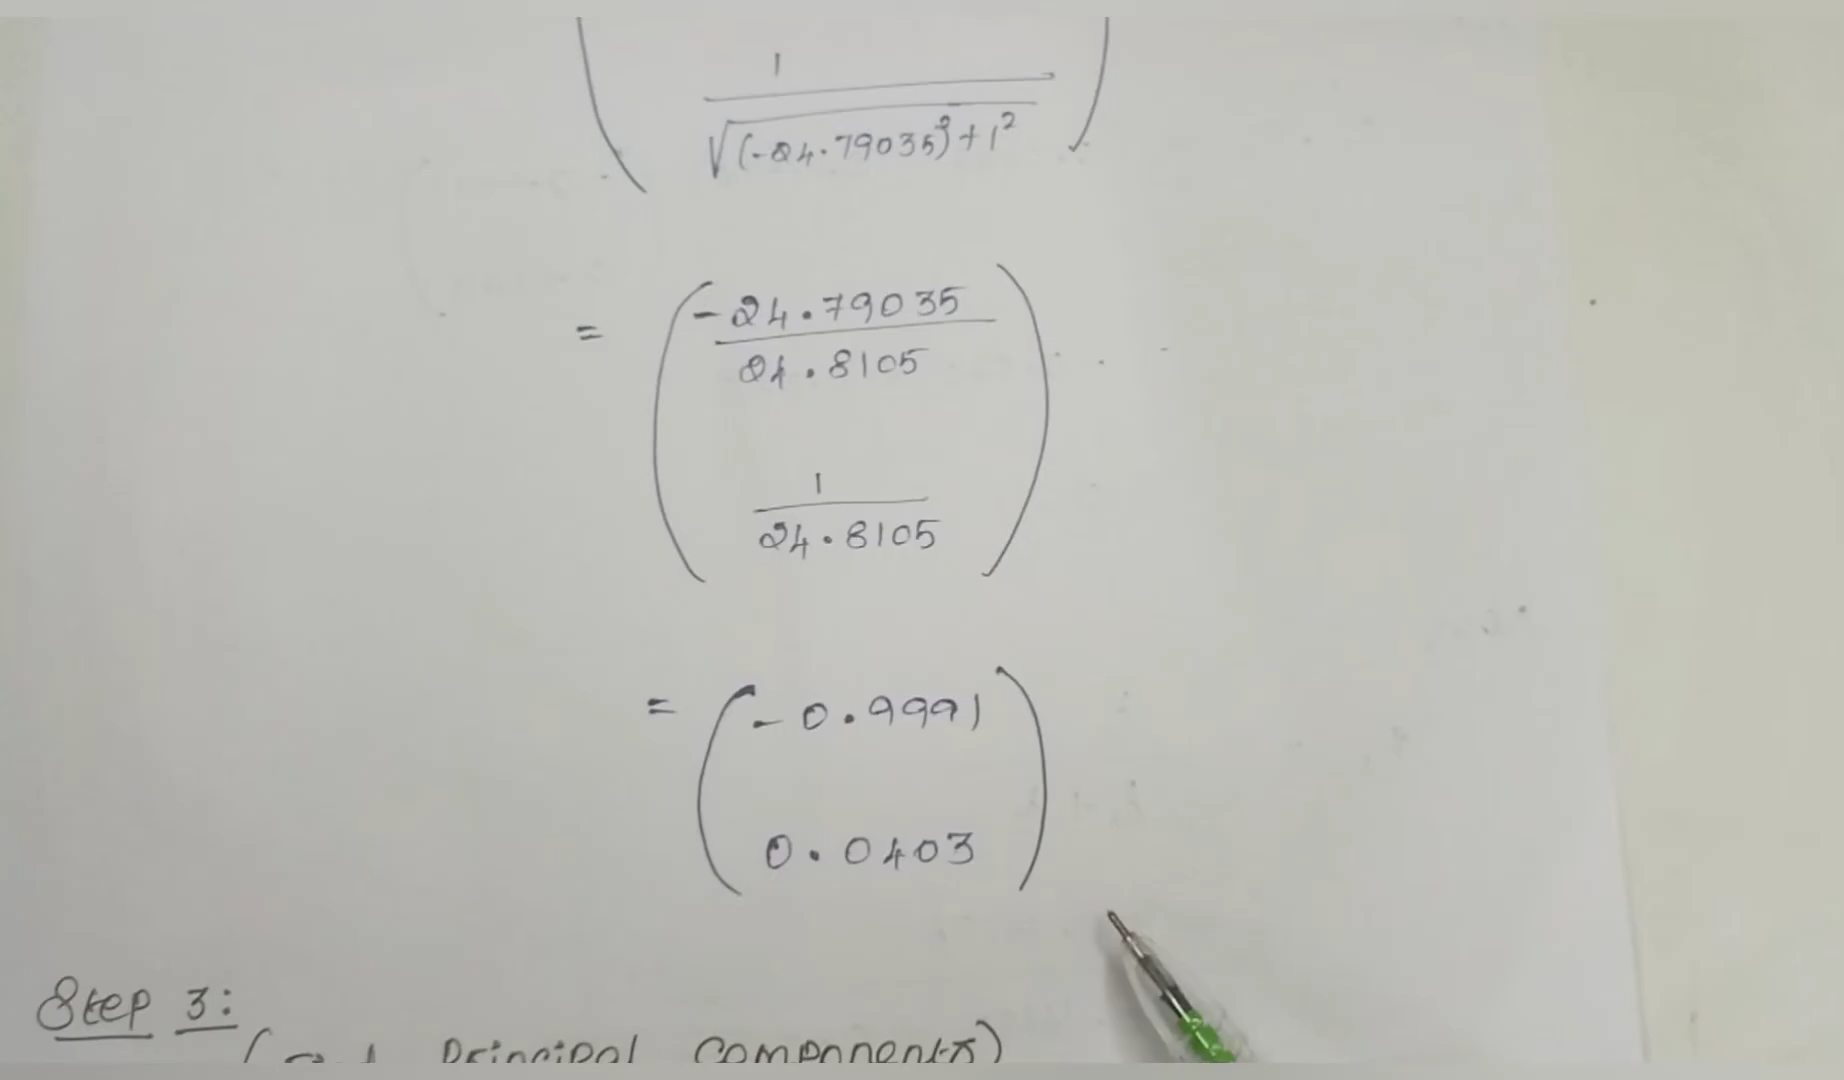 1
√(-24.79035)² + 1²
= -24.79035
24.8105
1
24.8105
= -0.9991
0.0403
Step 3:
Principal Components)